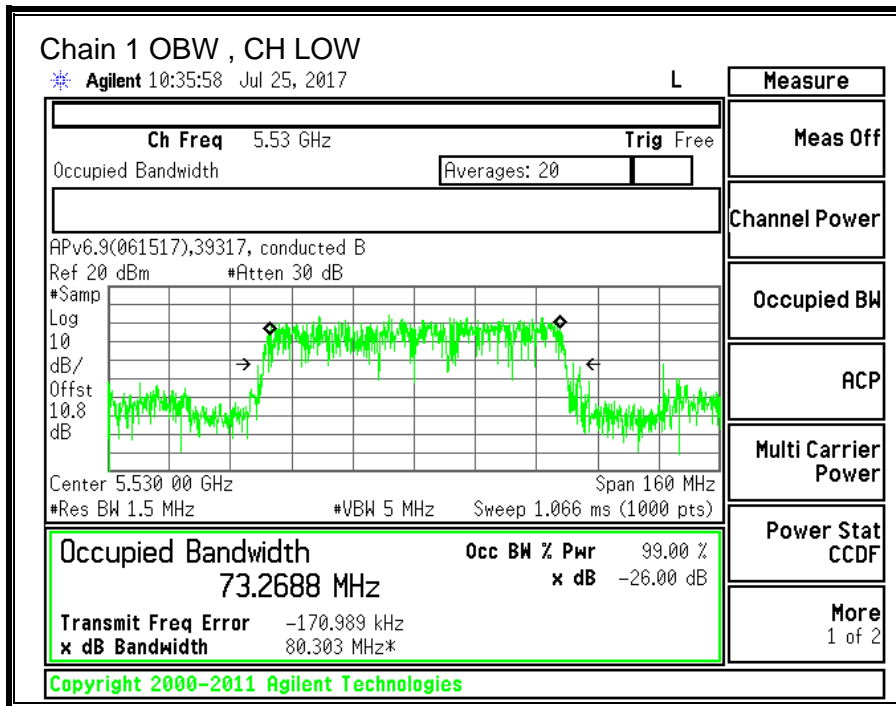 Chain 1 OBW , CH LOW
Agilent 10:35:58 Jul 25, 2017 L
Measure
Ch Freq 5.53 GHz Trig Free
Meas Off
Occupied Bandwidth Averages: 20
Channel Power
APv6.9(061517),39317, conducted B
Ref 20 dBm #Atten 30 dB
#Samp
Log
10
dB/
Offst
10.8
dB
Occupied BW
ACP
Center 5.530 00 GHz Span 160 MHz
#Res BW 1.5 MHz #VBW 5 MHz Sweep 1.066 ms (1000 pts)
Multi Carrier
Power
Occupied Bandwidth Occ BW % Pwr 99.00 %
73.2688 MHz x dB -26.00 dB
Power Stat
CCDF
Transmit Freq Error -170.989 kHz
x dB Bandwidth 80.303 MHz*
More
1 of 2
Copyright 2000-2011 Agilent Technologies